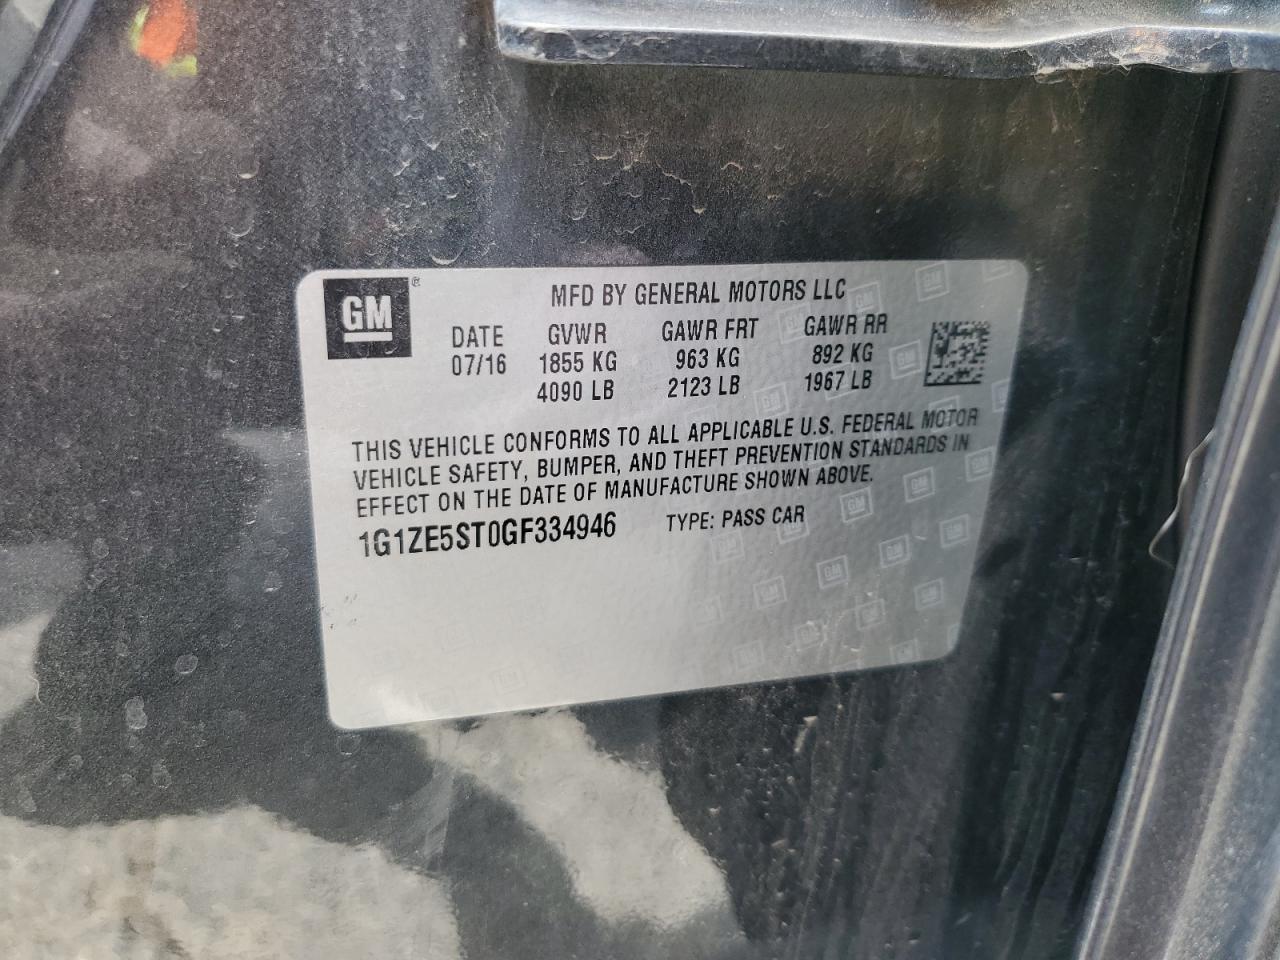 GM ®
MFD BY GENERAL MOTORS LLC
DATE GVWR GAWR FRT GAWR RR
07/16 1855 KG 963 KG 892 KG
4090 LB 2123 LB 1967 LB
THIS VEHICLE CONFORMS TO ALL APPLICABLE U.S. FEDERAL MOTOR
VEHICLE SAFETY, BUMPER, AND THEFT PREVENTION STANDARDS IN
EFFECT ON THE DATE OF MANUFACTURE SHOWN ABOVE.
1G1ZE5ST0GF334946 TYPE: PASS CAR